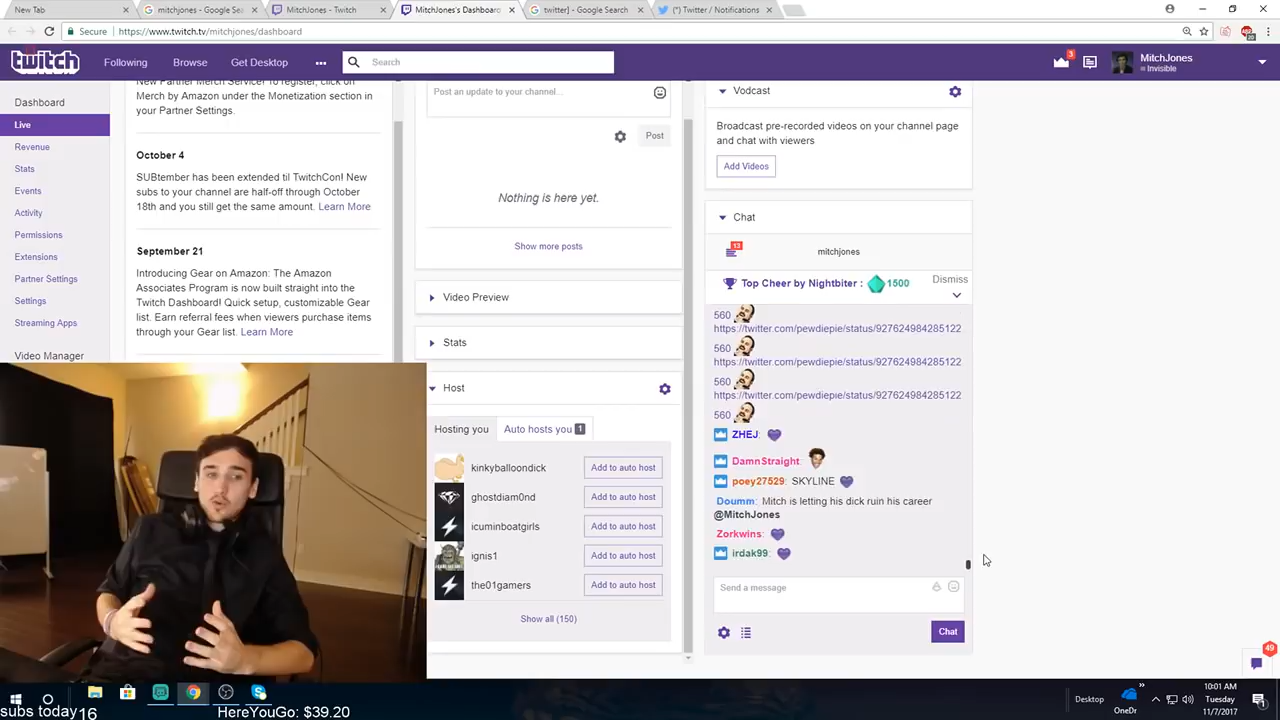 New Tab
mitchjones - Google Sea
MitchJones - Twitch
MitchJones's Dashboard
twitter] - Google Search
(*) Twitter / Notifications
Secure
https://www.twitch.tv/mitchjones/dashboard
twitch
Following
Browse
Get Desktop
Search
3
MitchJones
Invisible
Dashboard
Live
Revenue
Stats
Events
Activity
Permissions
Extensions
Partner Settings
Settings
Streaming Apps
Video Manager
New Partner Merch Service! To register, click on
Merch by Amazon under the Monetization section in
your Partner Settings.
October 4
SUBtember has been extended til TwitchCon! New
subs to your channel are half-off through October
18th and you still get the same amount. Learn More
September 21
Introducing Gear on Amazon: The Amazon
Associates Program is now built straight into the
Twitch Dashboard! Quick setup, customizable Gear
list. Earn referral fees when viewers purchase items
through your Gear list. Learn More
Post an update to your channel...
Post
Nothing is here yet.
Show more posts
Video Preview
Stats
Host
Hosting you
Auto hosts you 1
kinkyballoondick
Add to auto host
ghostdiam0nd
Add to auto host
icuminboatgirls
Add to auto host
ignis1
Add to auto host
the01gamers
Add to auto host
Show all (150)
Vodcast
Broadcast pre-recorded videos on your channel page
and chat with viewers
Add Videos
Chat
13
mitchjones
Top Cheer by Nightbiter : 1500
Dismiss
560
https://twitter.com/pewdiepie/status/927624984285122
560
https://twitter.com/pewdiepie/status/927624984285122
560
https://twitter.com/pewdiepie/status/927624984285122
560
ZHEJ:
DamnStraight:
poey27529: SKYLINE
Doumm: Mitch is letting his dick ruin his career
@MitchJones
Zorkwins:
irdak99:
Send a message
Chat
49
subs today16
HereYouGo: $39.20
Desktop
OneDr
10:01 AM
Tuesday
11/7/2017